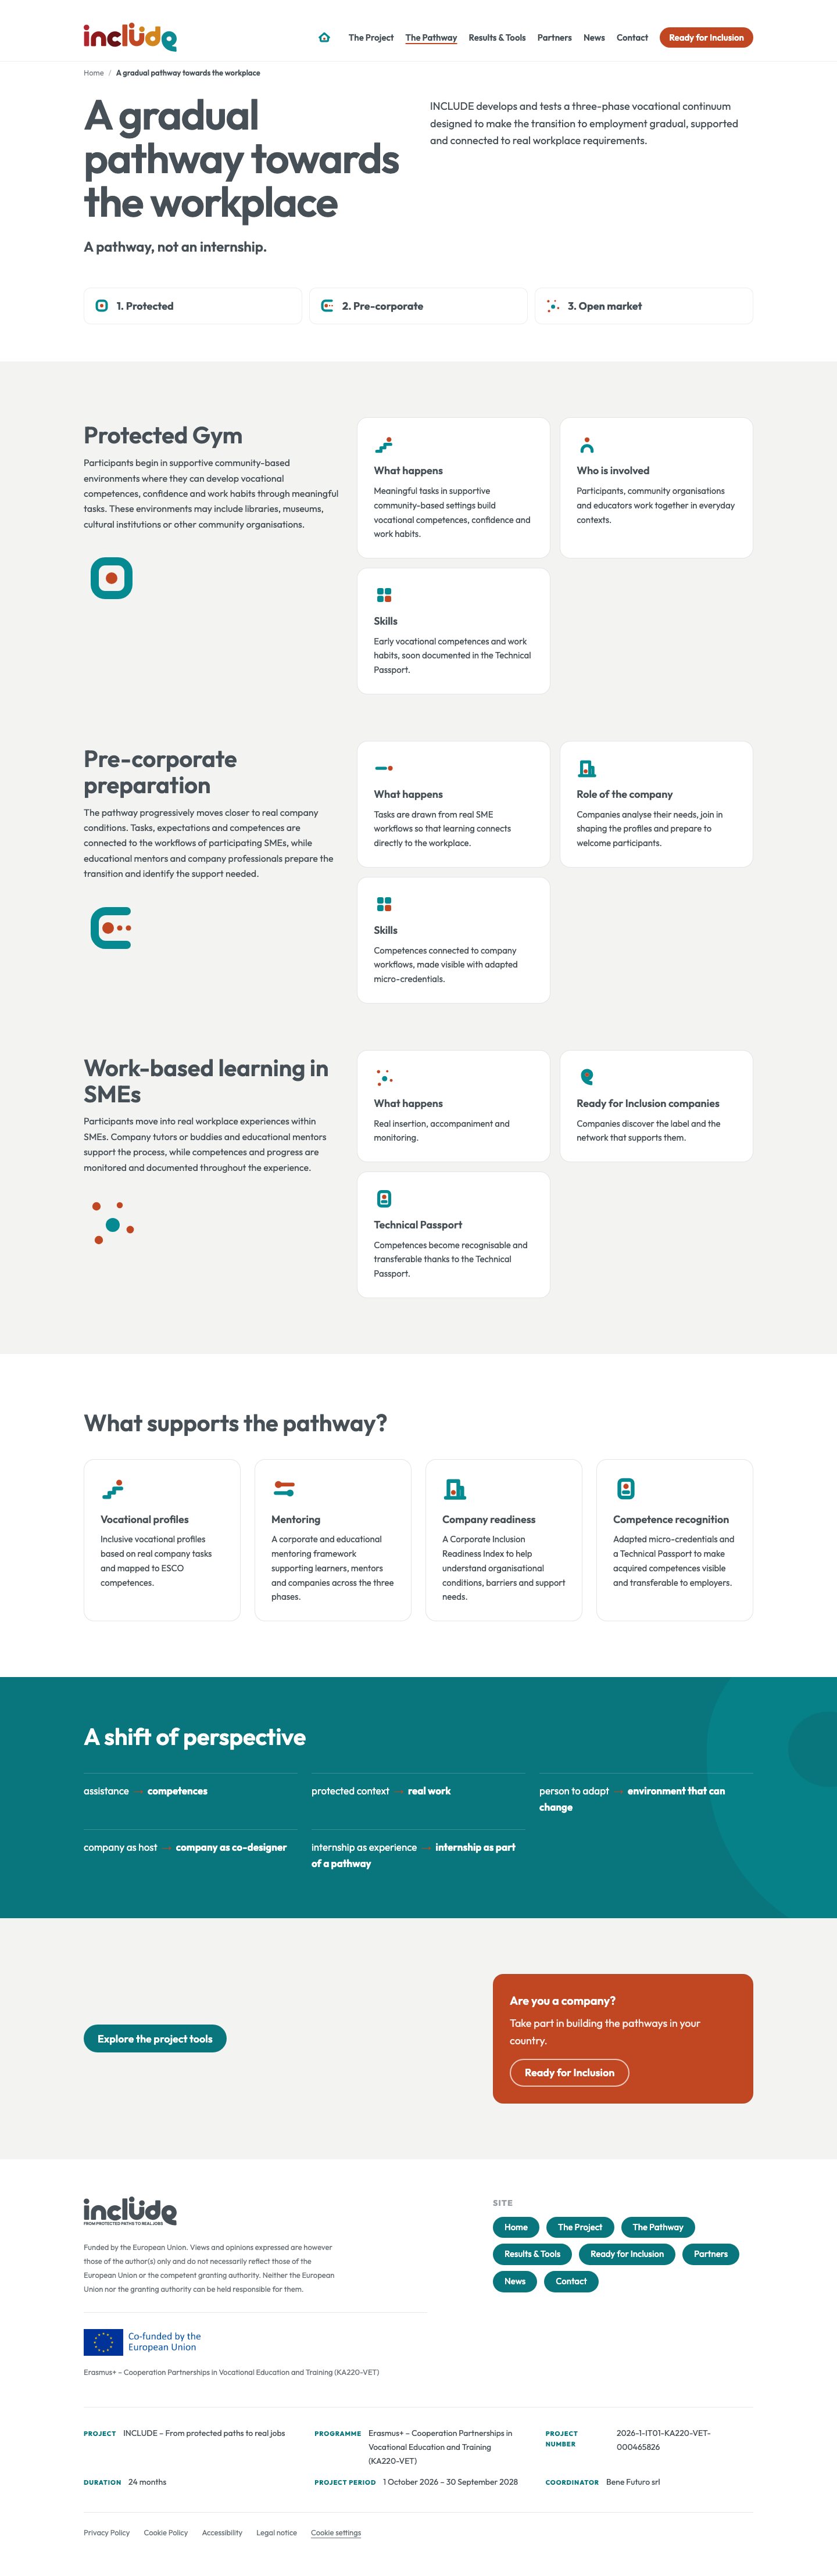 include
The Project
The Pathway
Results & Tools
Partners
News
Contact
Ready for Inclusion
Home / A gradual pathway towards the workplace
A gradual
pathway towards
the workplace
INCLUDE develops and tests a three-phase vocational continuum
designed to make the transition to employment gradual, supported
and connected to real workplace requirements.
A pathway, not an internship.
1. Protected
2. Pre-corporate
3. Open market
Protected Gym
Participants begin in supportive community-based
environments where they can develop vocational
competences, confidence and work habits through meaningful
tasks. These environments may include libraries, museums,
cultural institutions or other community organisations.
What happens
Meaningful tasks in supportive
community-based settings build
vocational competences, confidence and
work habits.
Who is involved
Participants, community organisations
and educators work together in everyday
contexts.
Skills
Early vocational competences and work
habits, soon documented in the Technical
Passport.
Pre-corporate
preparation
The pathway progressively moves closer to real company
conditions. Tasks, expectations and competences are
connected to the workflows of participating SMEs, while
educational mentors and company professionals prepare the
transition and identify the support needed.
What happens
Tasks are drawn from real SME
workflows so that learning connects
directly to the workplace.
Role of the company
Companies analyse their needs, join in
shaping the profiles and prepare to
welcome participants.
Skills
Competences connected to company
workflows, made visible with adapted
micro-credentials.
Work-based learning in
SMEs
Participants move into real workplace experiences within
SMEs. Company tutors or buddies and educational mentors
support the process, while competences and progress are
monitored and documented throughout the experience.
What happens
Real insertion, accompaniment and
monitoring.
Ready for Inclusion companies
Companies discover the label and the
network that supports them.
Technical Passport
Competences become recognisable and
transferable thanks to the Technical
Passport.
What supports the pathway?
Vocational profiles
Inclusive vocational profiles
based on real company tasks
and mapped to ESCO
competences.
Mentoring
A corporate and educational
mentoring framework
supporting learners, mentors
and companies across the three
phases.
Company readiness
A Corporate Inclusion
Readiness Index to help
understand organisational
conditions, barriers and support
needs.
Competence recognition
Adapted micro-credentials and
a Technical Passport to make
acquired competences visible
and transferable to employers.
A shift of perspective
assistance → competences
protected context → real work
person to adapt → environment that can
change
company as host → company as co-designer
internship as experience → internship as part
of a pathway
Explore the project tools
Are you a company?
Take part in building the pathways in your
country.
Ready for Inclusion
include
FROM PROTECTED PATHS TO REAL JOBS
Funded by the European Union. Views and opinions expressed are however
those of the author(s) only and do not necessarily reflect those of the
European Union or the competent granting authority. Neither the European
Union nor the granting authority can be held responsible for them.
Co-funded by the
European Union
Erasmus+ – Cooperation Partnerships in Vocational Education and Training (KA220-VET)
SITE
Home
The Project
The Pathway
Results & Tools
Ready for Inclusion
Partners
News
Contact
PROJECT INCLUDE – From protected paths to real jobs
PROGRAMME Erasmus+ – Cooperation Partnerships in
Vocational Education and Training
(KA220-VET)
PROJECT
NUMBER
2026-1-IT01-KA220-VET-
000465826
DURATION 24 months
PROJECT PERIOD 1 October 2026 – 30 September 2028
COORDINATOR Bene Futuro srl
Privacy Policy
Cookie Policy
Accessibility
Legal notice
Cookie settings